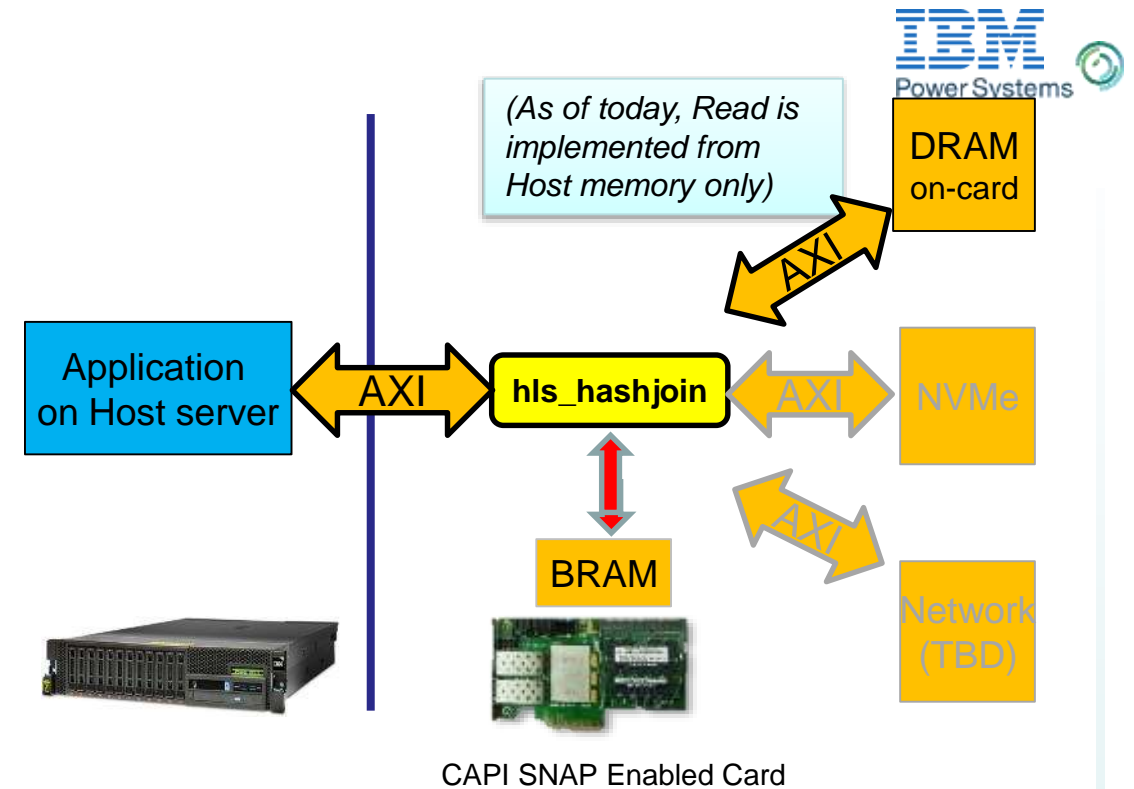 IBM
Power Systems
(As of today, Read is
implemented from
Host memory only)
DRAM
on-card
AXI
Application
on Host server
AXI
hls_hashjoin
AXI
NVMe
AXI
BRAM
Network
(TBD)
CAPI SNAP Enabled Card